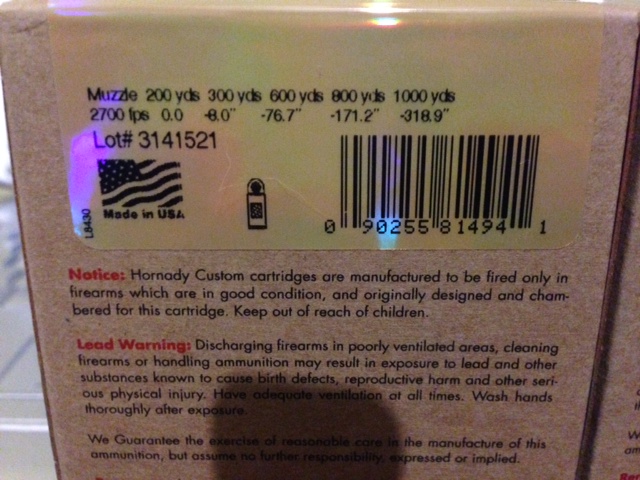 Muzzle 200 yds 300 yds 600 yds 800 yds 1000 yds
2700 fps 0.0 -8.0" -76.7" -171.2" -318.9"
Lot# 3141521
Made in USA
L8430
0 90255 81494 1
Notice: Hornady Custom cartridges are manufactured to be fired only in
firearms which are in good condition, and originally designed and cham-
bered for this cartridge. Keep out of reach of children.
Lead Warning: Discharging firearms in poorly ventilated areas, cleaning
firearms or handling ammunition may result in exposure to lead and other
substances known to cause birth defects, reproductive harm and other seri-
ous physical injury. Have adequate ventilation at all times. Wash hands
thoroughly after exposure.
We Guarantee the exercise of reasonable care in the manufacture of this
ammunition, but assume no further responsibility, expressed or implied.